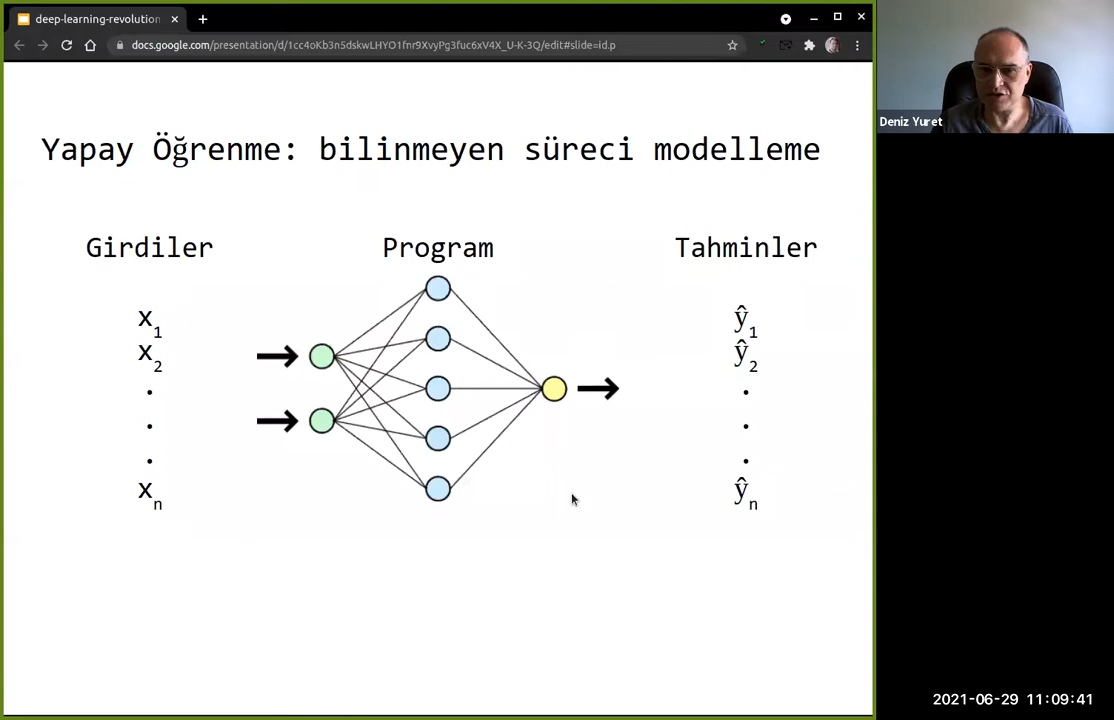 deep-learning-revolution
docs.google.com/presentation/d/1cc4oKb3n5dskwLHYO1fnr9XvyPg3fuc6xV4X_U-K-3Q/edit#slide=id.p
Deniz Yuret
Yapay Öğrenme: bilinmeyen süreci modelleme
Girdiler Program Tahminler
x1 ŷ1
x2 ŷ2
. .
. .
. .
xn ŷn
2021-06-29 11:09:41